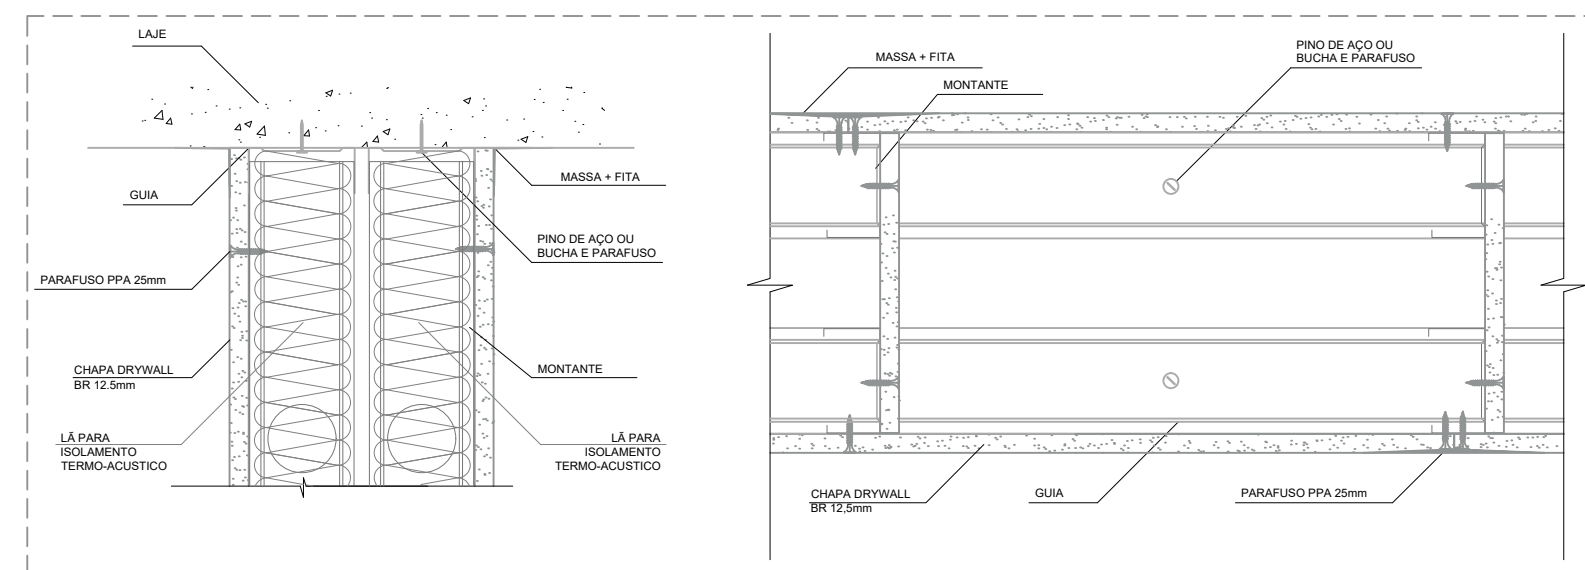 LAJE
GUIA
PARAFUSO PPA 25mm
CHAPA DRYWALL
BR 12.5mm
LÃ PARA
ISOLAMENTO
TERMO-ACUSTICO
MASSA + FITA
PINO DE AÇO OU
BUCHA E PARAFUSO
MONTANTE
LÃ PARA
ISOLAMENTO
TERMO-ACUSTICO
MASSA + FITA
MONTANTE
PINO DE AÇO OU
BUCHA E PARAFUSO
CHAPA DRYWALL
BR 12,5mm
GUIA
PARAFUSO PPA 25mm